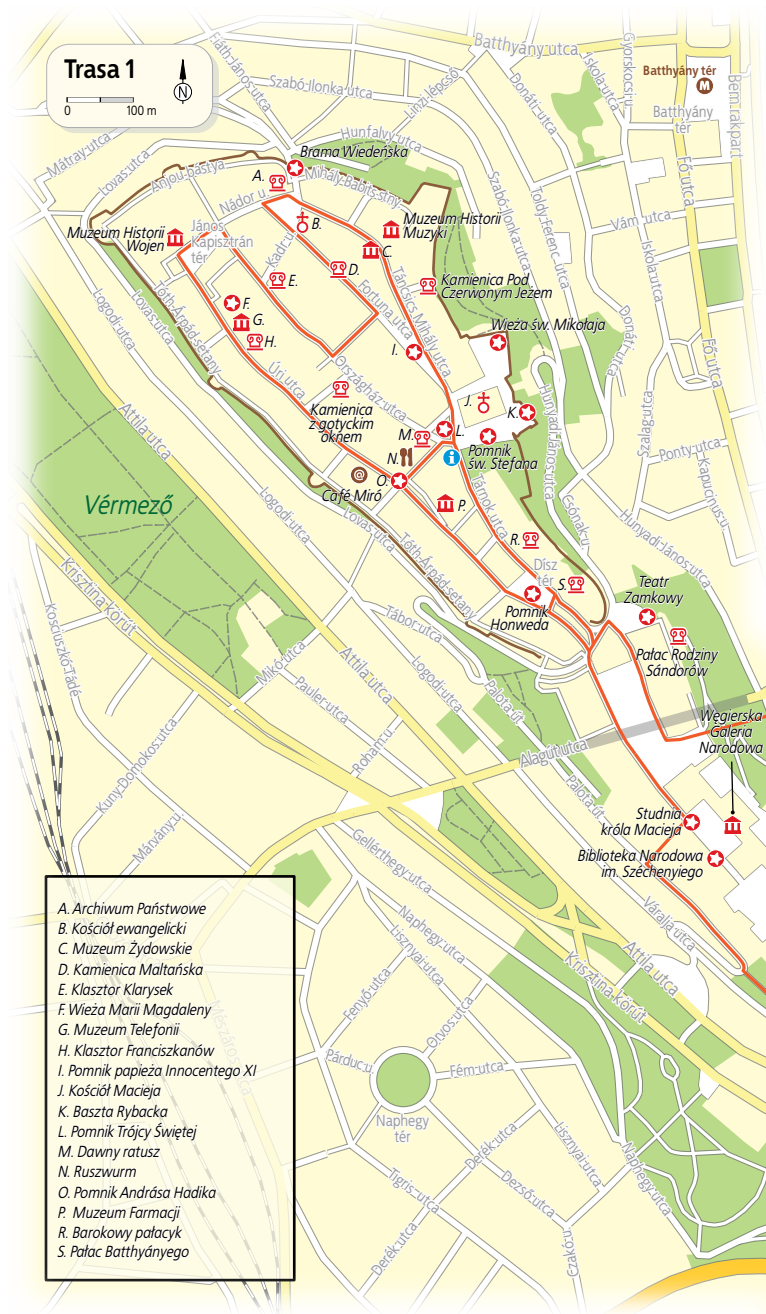 Trasa 1
N
0 100 m
Batthyány utca
Fiáth-János-utca
Szabó Ilonka utca
Linzi lépcső
Donáti utca
Iskola-utca
Gyorskocsi u.
Batthyány tér
M
Batthyány
tér
Bem rakpart
Fő utca
Mátray-utca
Lovas-utca
Anjou-bástya
Hunfalvy-utca
Brama Wiedeńska
A.
Mihály-Babits-stny
Nádor u.
Szabó-Ilonka-utca
Toldy-Ferenc-utca
Vám utca
Muzeum Historii
Wojen
János
Kapisztrán
tér
Kadr-u.
B.
Muzeum Historii
Muzyki
C.
D.
E.
Kamienica Pod
Czerwonym Jeżem
Iskola-utca
Logodi-utca
Lovas-utca
Tóth-Árpád-sétány
F.
G.
H.
Fortuna-utca
Táncsics-Mihály-utca
Wieża św. Mikołaja
Donáti-utca
Fő-utca
I.
Úri-utca
Országház-utca
Attila-utca
Kamienica
z gotyckim
oknem
J.
K.
Hunyadi-János-utca
M.
L.
Pomnik
św. Stefana
N.
i
Ponty-utca
Kapucinus-u.
Vérmező
@
Café Miró
O.
P.
Tárnok-utca
Csónak-u.
Hunyadi-János-utca
Logodi-utca
Lovas-utca
R.
Tóth-Árpád-sétány
Dísz
tér
S.
Krisztina körút
Pomnik
Honweda
Teatr
Zamkowy
Kosciuszkó-Tádé
Tábor-utca
Pałac Rodziny
Sándorów
Mikó-utca
Attila-utca
Logodi-utca
Palota-út
Pauler-utca
Węgierska
Galeria
Narodowa
Roham-u.
Alagút-utca
Kuny-Domokos-utca
Palota-út
Márvány-u.
Studnia
króla Macieja
Gellérthegy-utca
Biblioteka Narodowa
im. Széchenyiego
Váralja-utca
A. Archiwum Państwowe
B. Kościół ewangelicki
C. Muzeum Żydowskie
D. Kamienica Maltańska
E. Klasztor Klarysek
F. Wieża Marii Magdaleny
G. Muzeum Telefonii
H. Klasztor Franciszkanów
I. Pomnik papieża Innocentego XI
J. Kościół Macieja
K. Baszta Rybacka
L. Pomnik Trójcy Świętej
M. Dawny ratusz
N. Ruszwurm
O. Pomnik Andrása Hadika
P. Muzeum Farmacji
R. Barokowy pałacyk
S. Pałac Batthyányego
Naphegy-utca
Lisznyai-utca
Attila-utca
Krisztina körút
Mészáros-utca
Fenyő-utca
Orvos-utca
Párduc-u.
Fém-utca
Naphegy
tér
Lisznyai-utca
Naphegy-utca
Derék-utca
Tigris-utca
Dezső-utca
Derék-utca
Czakó-u.